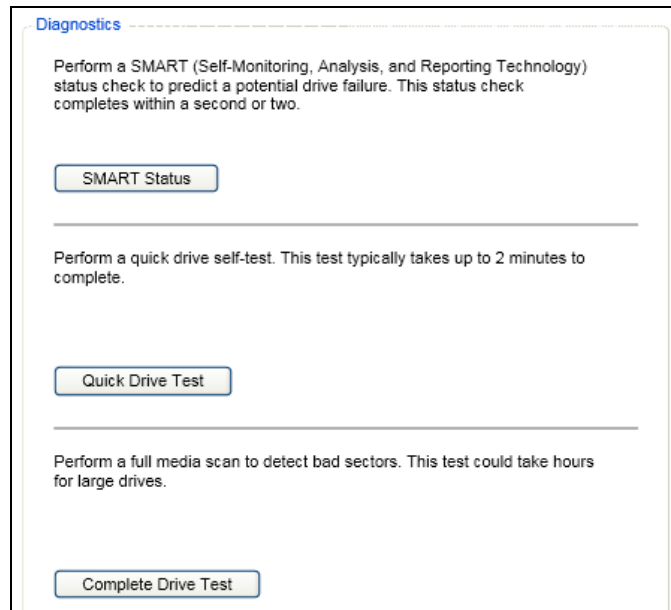 Diagnostics
Perform a SMART (Self-Monitoring, Analysis, and Reporting Technology)
status check to predict a potential drive failure. This status check
completes within a second or two.
SMART Status
Perform a quick drive self-test. This test typically takes up to 2 minutes to
complete.
Quick Drive Test
Perform a full media scan to detect bad sectors. This test could take hours
for large drives.
Complete Drive Test